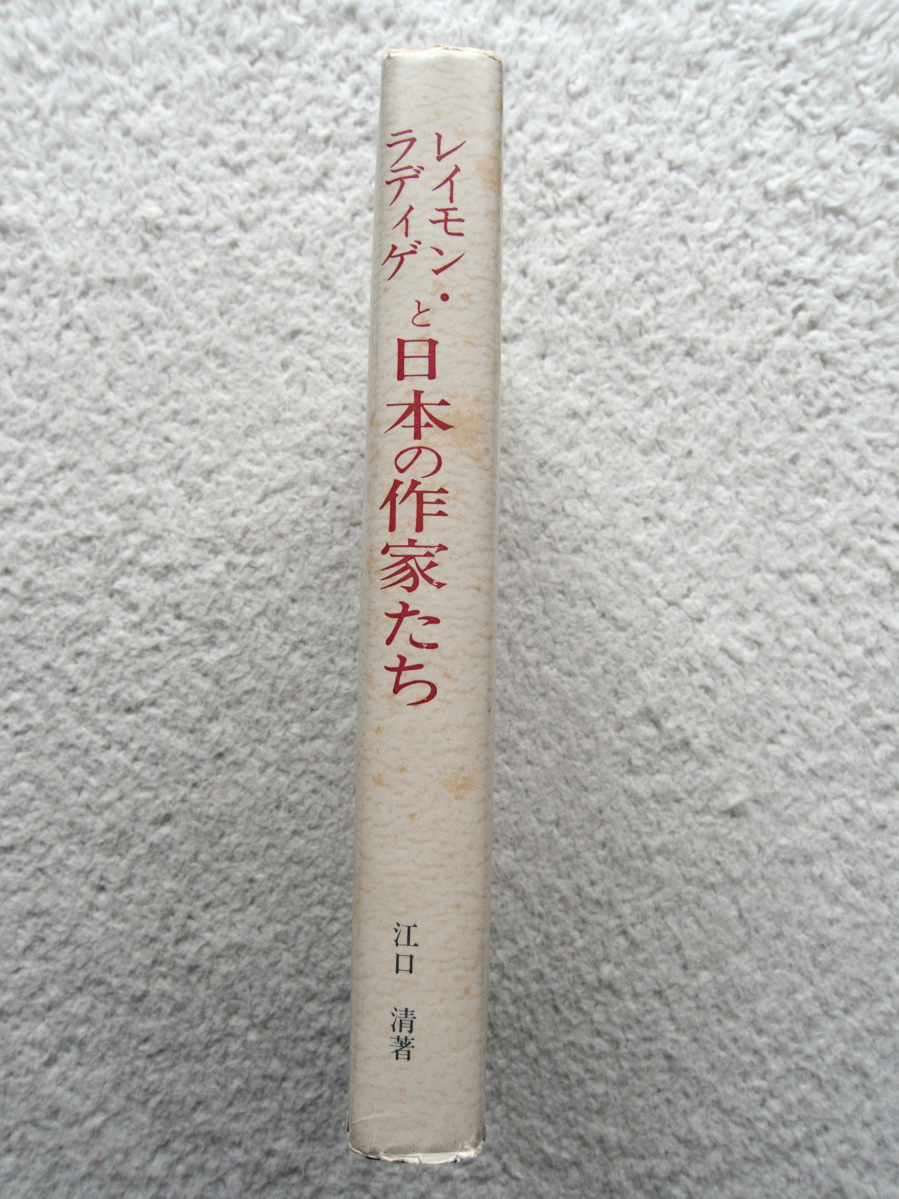 レイモン・
ラディゲ
と日本の作家たち
江口 清著